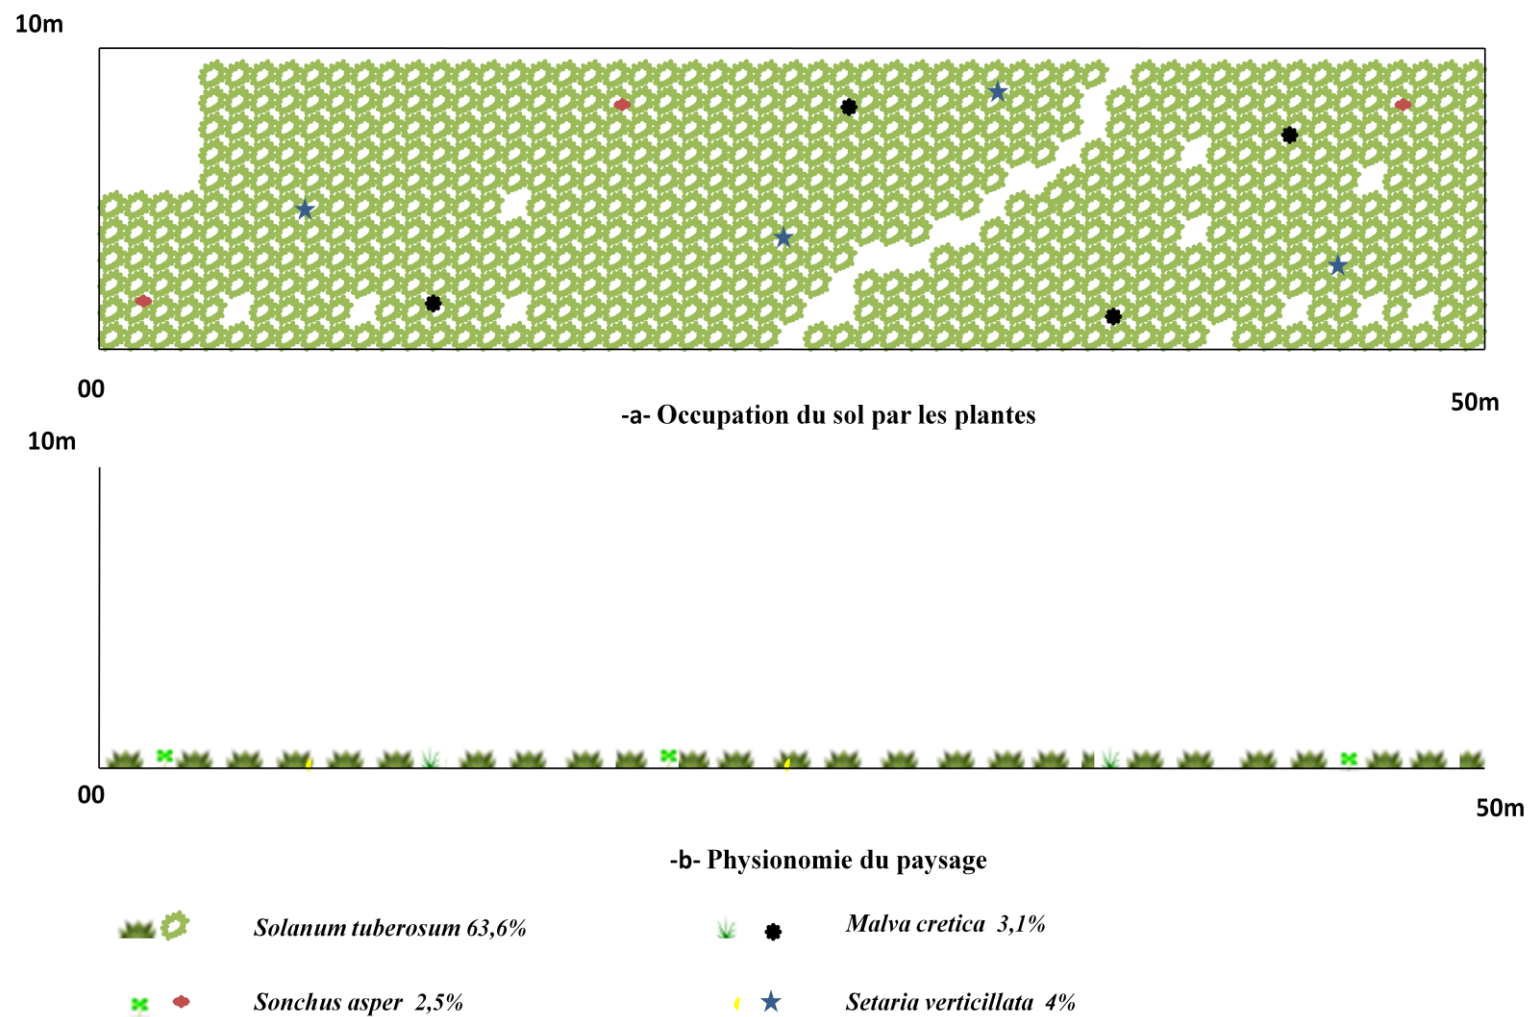 10m
00
50m
-a- Occupation du sol par les plantes
10m
00
50m
-b- Physionomie du paysage
Solanum tuberosum 63,6%
Malva cretica 3,1%
Sonchus asper 2,5%
Setaria verticillata 4%